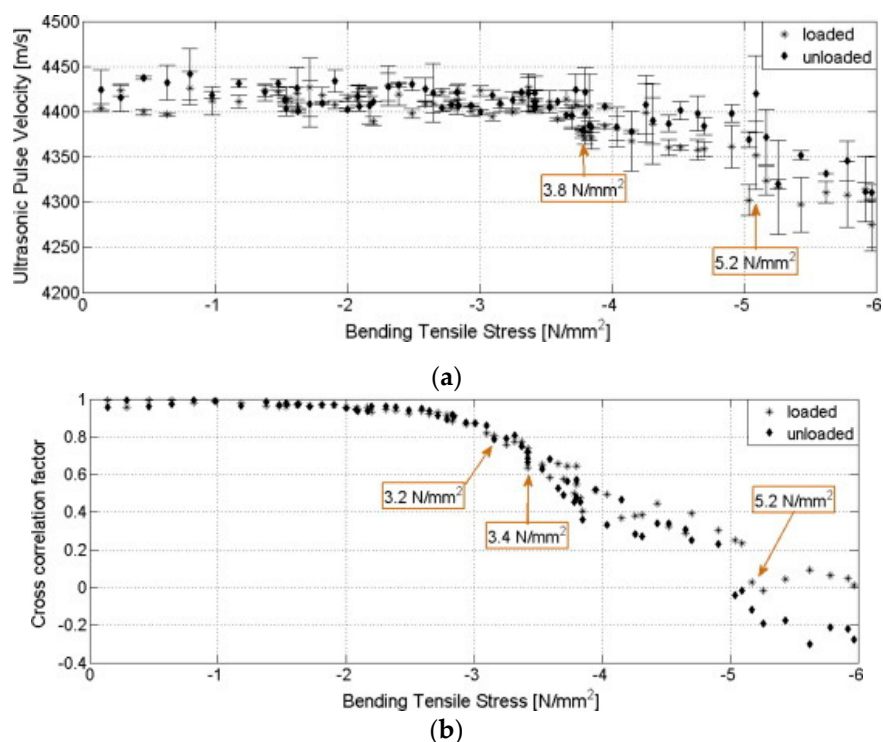 4500
4450
4400
4350
4300
4250
4200
Ultrasonic Pulse Velocity [m/s]
loaded
unloaded
3.8 N/mm²
5.2 N/mm²
0 -1 -2 -3 -4 -5 -6
Bending Tensile Stress [N/mm²]
(a)
1
0.8
0.6
0.4
0.2
0
-0.2
-0.4
Cross correlation factor
loaded
unloaded
3.2 N/mm²
3.4 N/mm²
5.2 N/mm²
0 -1 -2 -3 -4 -5 -6
Bending Tensile Stress [N/mm²]
(b)